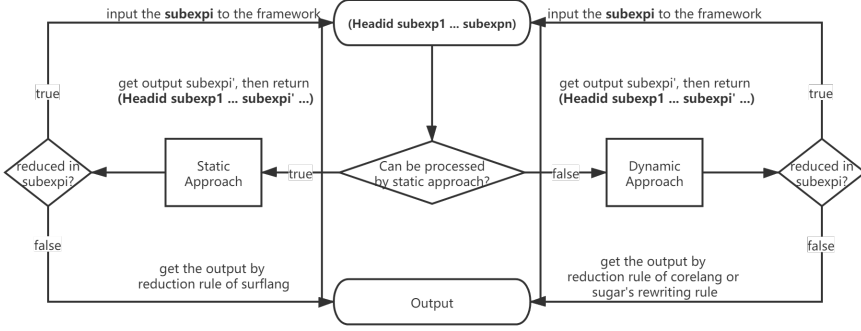 input the subexpi to the framework
(Headid subexp1 ... subexpn)
input the subexpi to the framework
true
get output subexpi', then return
(Headid subexp1 ... subexpi' ...)
get output subexpi', then return
(Headid subexp1 ... subexpi' ...)
true
reduced in
subexpi?
Static
Approach
true
Can be processed
by static approach?
false
Dynamic
Approach
reduced in
subexpi?
false
get the output by
reduction rule of surflang
get the output by
reduction rule of corelang or
sugar's rewriting rule
false
Output